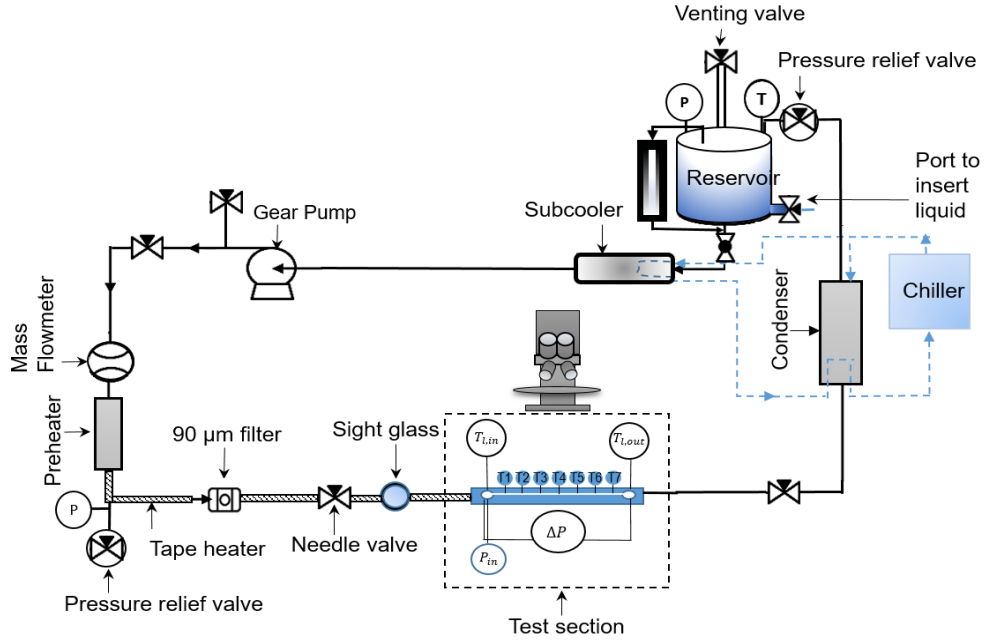 Venting valve
Pressure relief valve
P
T
Reservoir
Port to
insert
liquid
Subcooler
Gear Pump
Chiller
Condenser
Mass
Flowmeter
Preheater
90 μm filter
Sight glass
T_{l,in}
T_{l,out}
T1 T2 T3 T4 T5 T6 T7
P
ΔP
P_{in}
Tape heater
Needle valve
Pressure relief valve
Test section